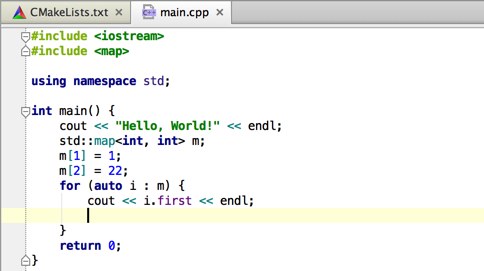 CMakeLists.txt × main.cpp ×
#include <iostream>
#include <map>

using namespace std;

int main() {
    cout << "Hello, World!" << endl;
    std::map<int, int> m;
    m[1] = 1;
    m[2] = 22;
    for (auto i : m) {
        cout << i.first << endl;

    }
    return 0;
}